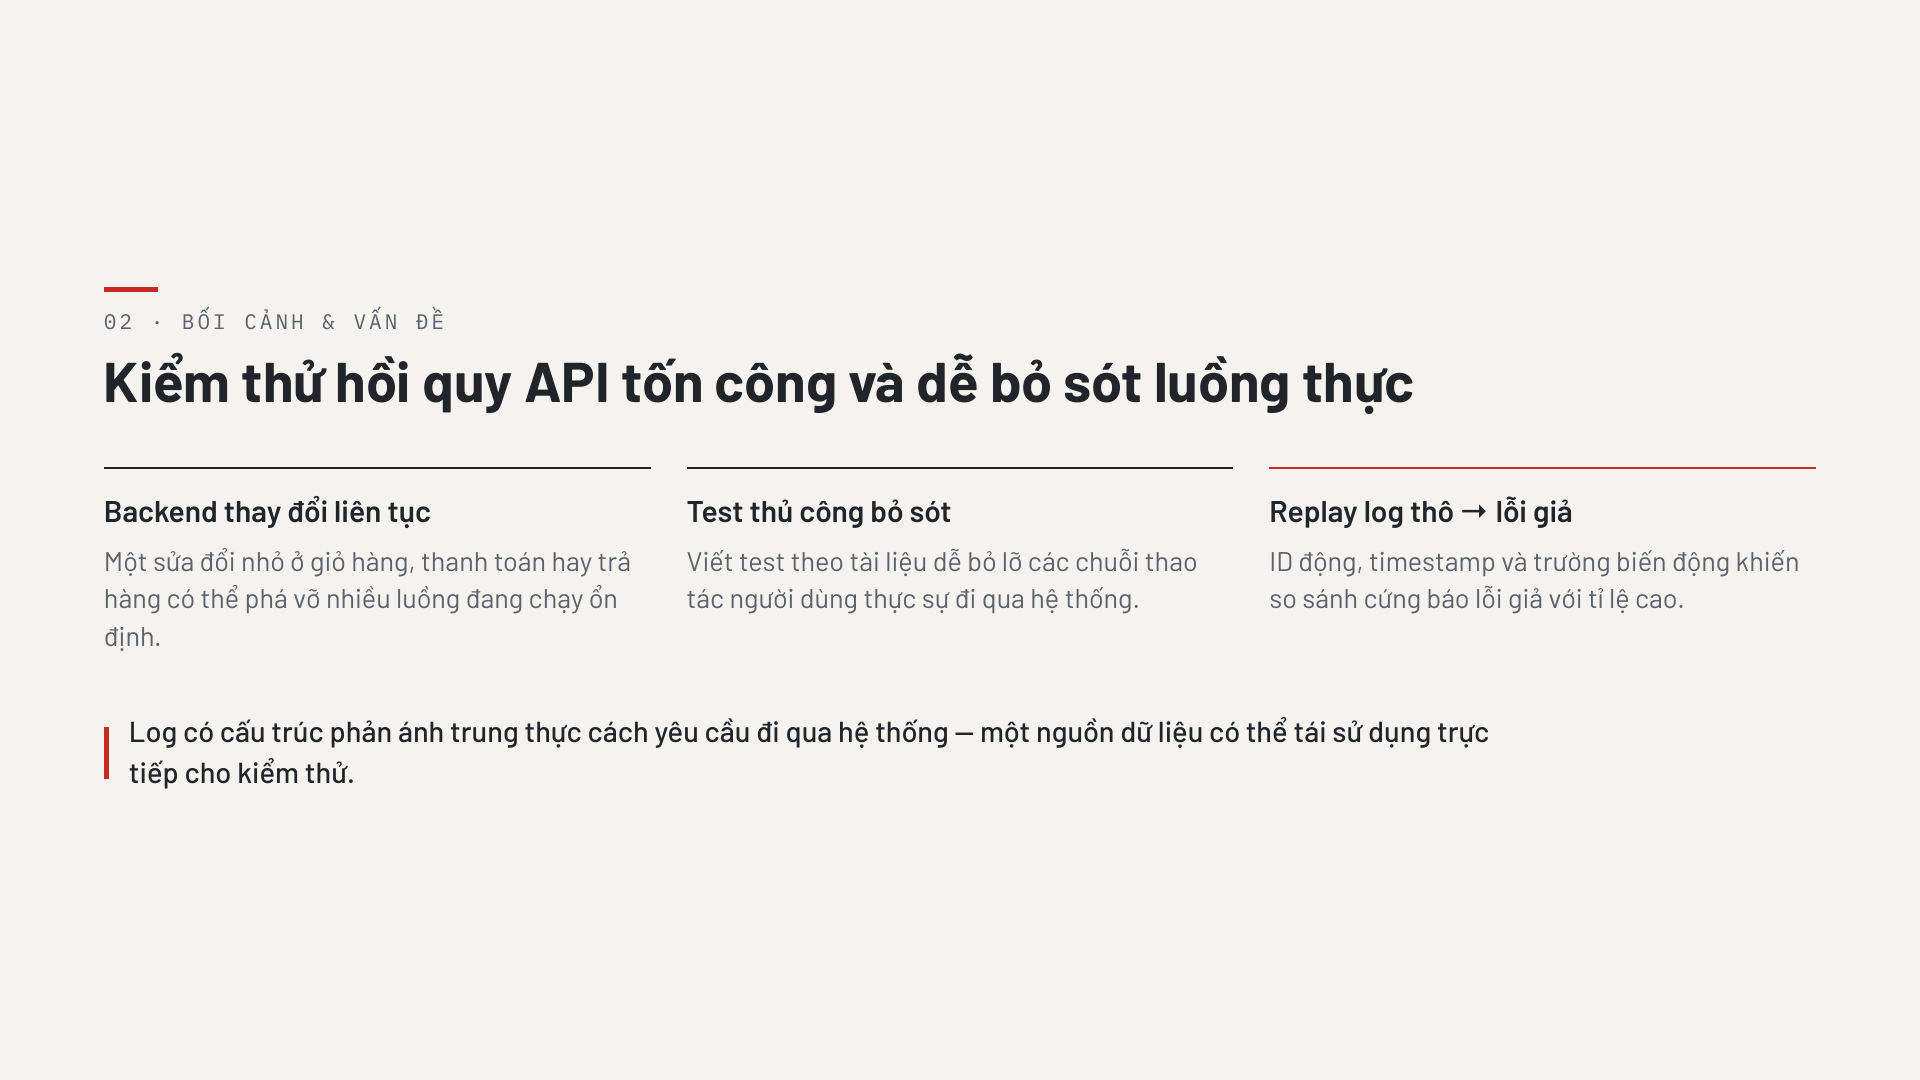 02 · BỐI CẢNH & VẤN ĐỀ
Kiểm thử hồi quy API tốn công và dễ bỏ sót luồng thực
Backend thay đổi liên tục
Một sửa đổi nhỏ ở giỏ hàng, thanh toán hay trả
hàng có thể phá vỡ nhiều luồng đang chạy ổn
định.
Test thủ công bỏ sót
Viết test theo tài liệu dễ bỏ lỡ các chuỗi thao
tác người dùng thực sự đi qua hệ thống.
Replay log thô → lỗi giả
ID động, timestamp và trường biến động khiến
so sánh cứng báo lỗi giả với tỉ lệ cao.
Log có cấu trúc phản ánh trung thực cách yêu cầu đi qua hệ thống — một nguồn dữ liệu có thể tái sử dụng trực
tiếp cho kiểm thử.